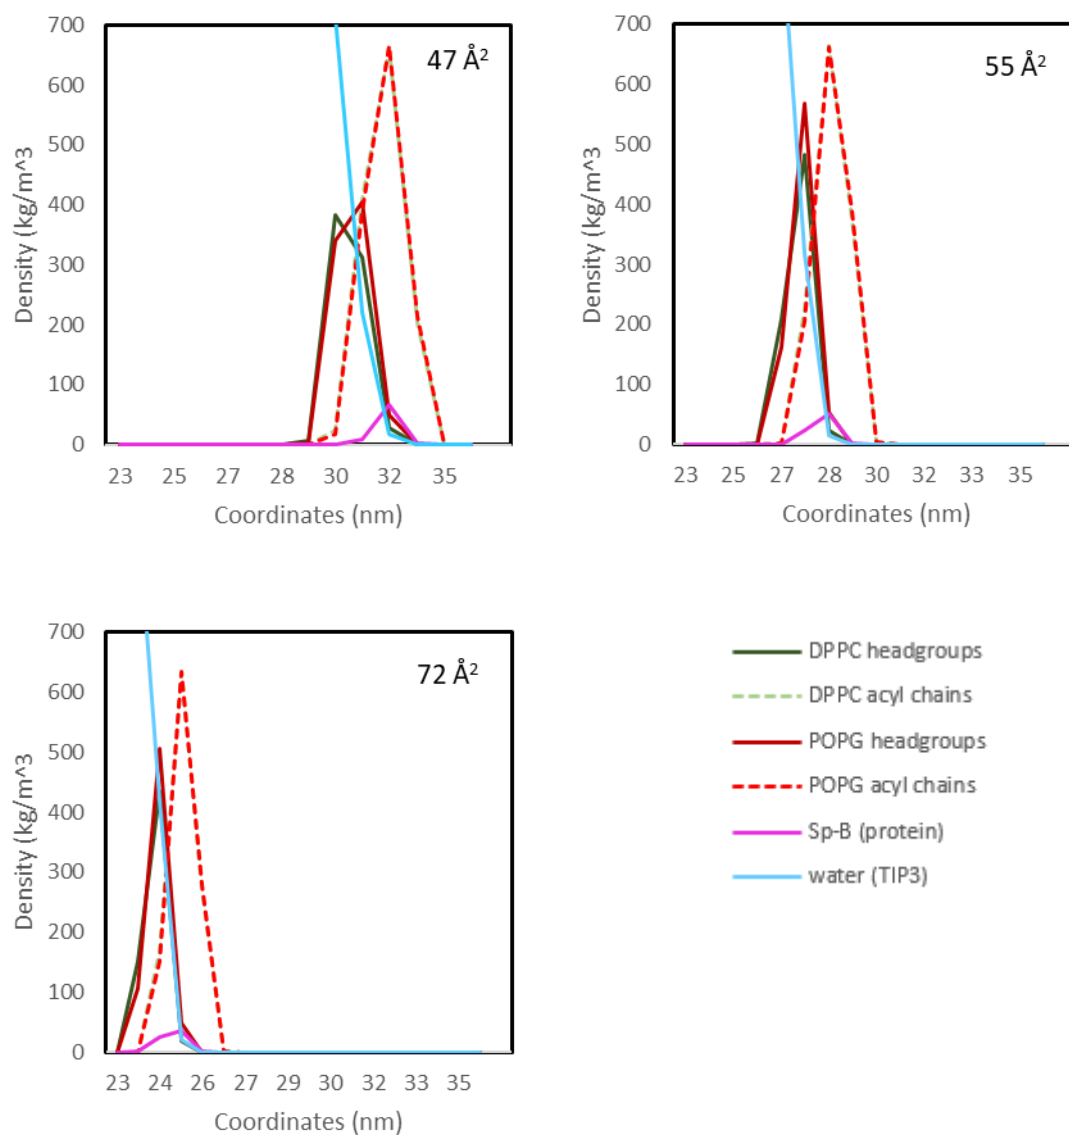 47 Å²
Density (kg/m^3
700
600
500
400
300
200
100
0
23 25 27 28 30 32 35
Coordinates (nm)
55 Å²
Density (kg/m^3
700
600
500
400
300
200
100
0
23 25 27 28 30 32 33 35
Coordinates (nm)
72 Å²
Density (kg/m^3
700
600
500
400
300
200
100
0
23 24 26 27 29 30 32 33 35
Coordinates (nm)
DPPC headgroups
DPPC acyl chains
POPG headgroups
POPG acyl chains
Sp-B (protein)
water (TIP3)